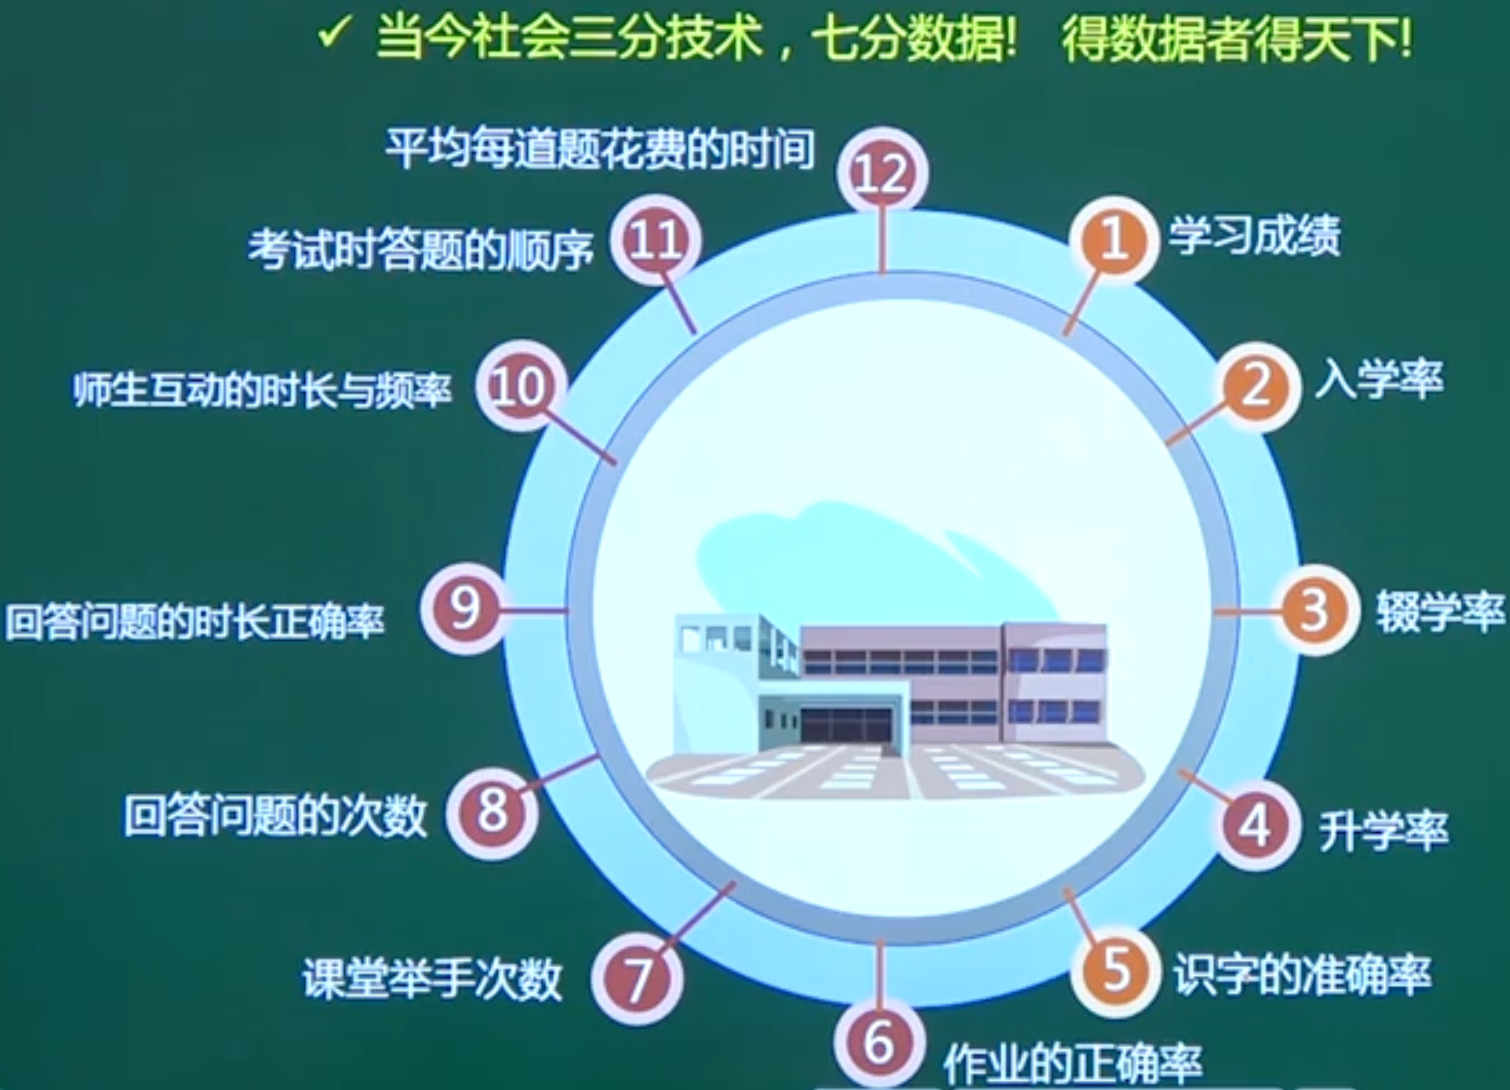 ✓ 当今社会三分技术，七分数据! 得数据者得天下!
12 平均每道题花费的时间
1 学习成绩
2 入学率
3 辍学率
4 升学率
5 识字的准确率
6 作业的正确率
7 课堂举手次数
8 回答问题的次数
9 回答问题的时长正确率
10 师生互动的时长与频率
11 考试时答题的顺序